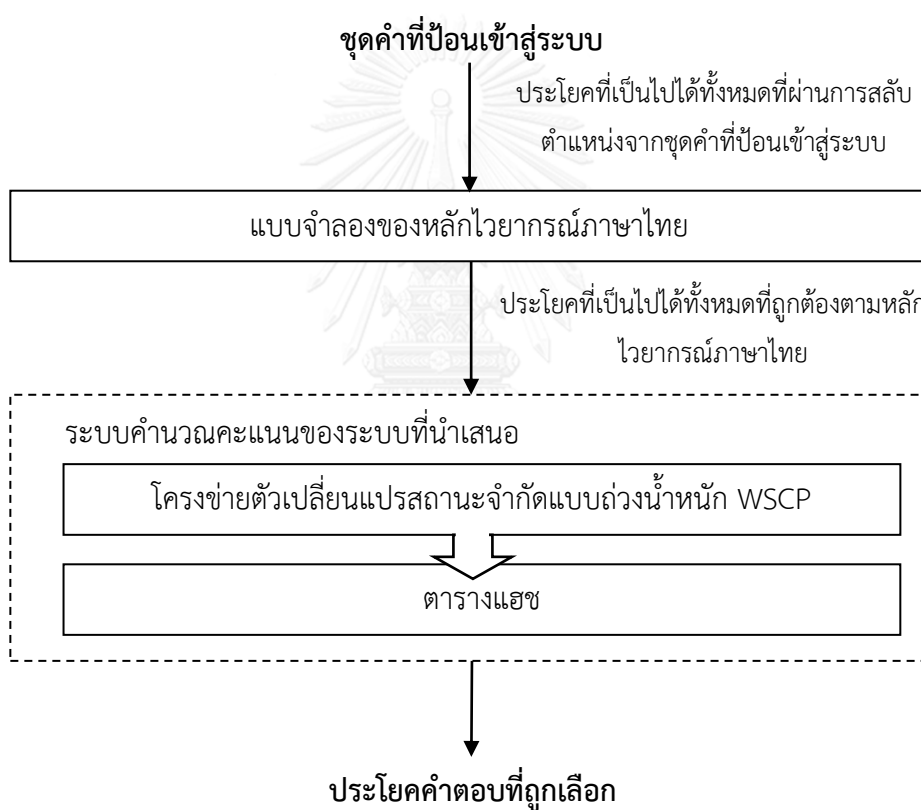 ชุดคำที่ป้อนเข้าสู่ระบบ
ประโยคที่เป็นไปได้ทั้งหมดที่ผ่านการสลับ
ตำแหน่งจากชุดคำที่ป้อนเข้าสู่ระบบ
แบบจำลองของหลักไวยากรณ์ภาษาไทย
ประโยคที่เป็นไปได้ทั้งหมดที่ถูกต้องตามหลัก
ไวยากรณ์ภาษาไทย
ระบบคำนวณคะแนนของระบบที่นำเสนอ
โครงข่ายตัวเปลี่ยนแปรสถานะจำกัดแบบถ่วงน้ำหนัก WSCP
ตารางแฮช
ประโยคคำตอบที่ถูกเลือก